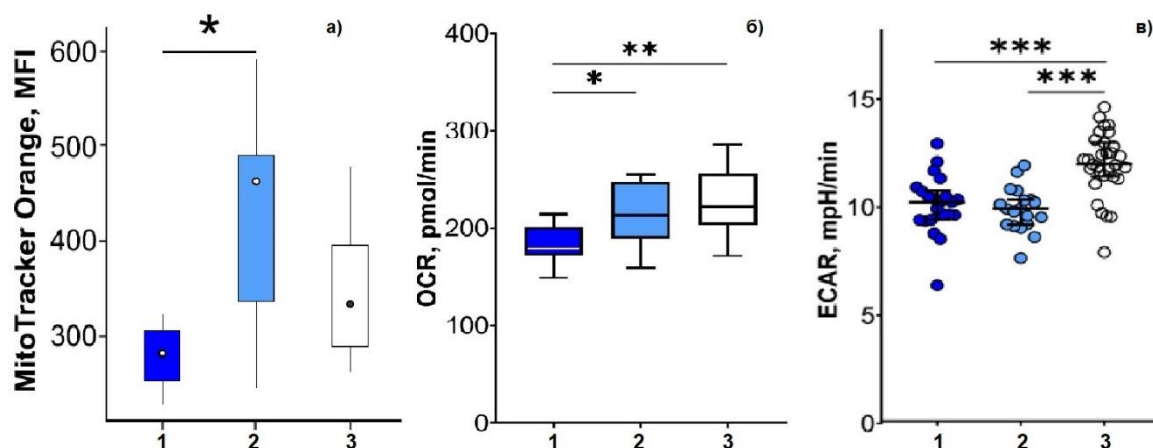 а)
*
MitoTracker Orange, MFI
600
500
400
300
1 2 3
б)
**
*
OCR, pmol/min
400
300
200
100
0
1 2 3
в)
***
***
ECAR, mpH/min
15
10
5
0
1 2 3